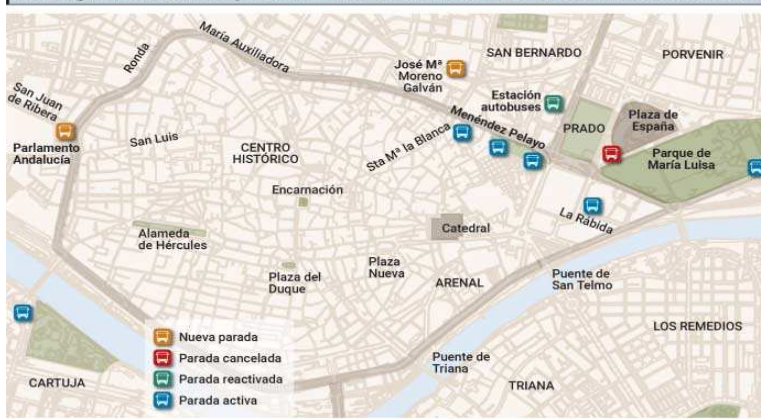 María Auxiliadora
Ronda
José Mª
Moreno
Galván
SAN BERNARDO
PORVENIR
San Juan
de Ribera
Estación
autobuses
Parlamento
Andalucía
San Luis
CENTRO
HISTÓRICO
Sta Mª la Blanca
Menéndez Pelayo
PRADO
Plaza de
España
Parque de
María Luisa
Encarnación
Alameda
de Hércules
Catedral
La Rábida
Plaza del
Duque
Plaza
Nueva
ARENAL
Puente de
San Telmo
LOS REMEDIOS
Nueva parada
Parada cancelada
Parada reactivada
Parada activa
CARTUJA
Puente de
Triana
TRIANA